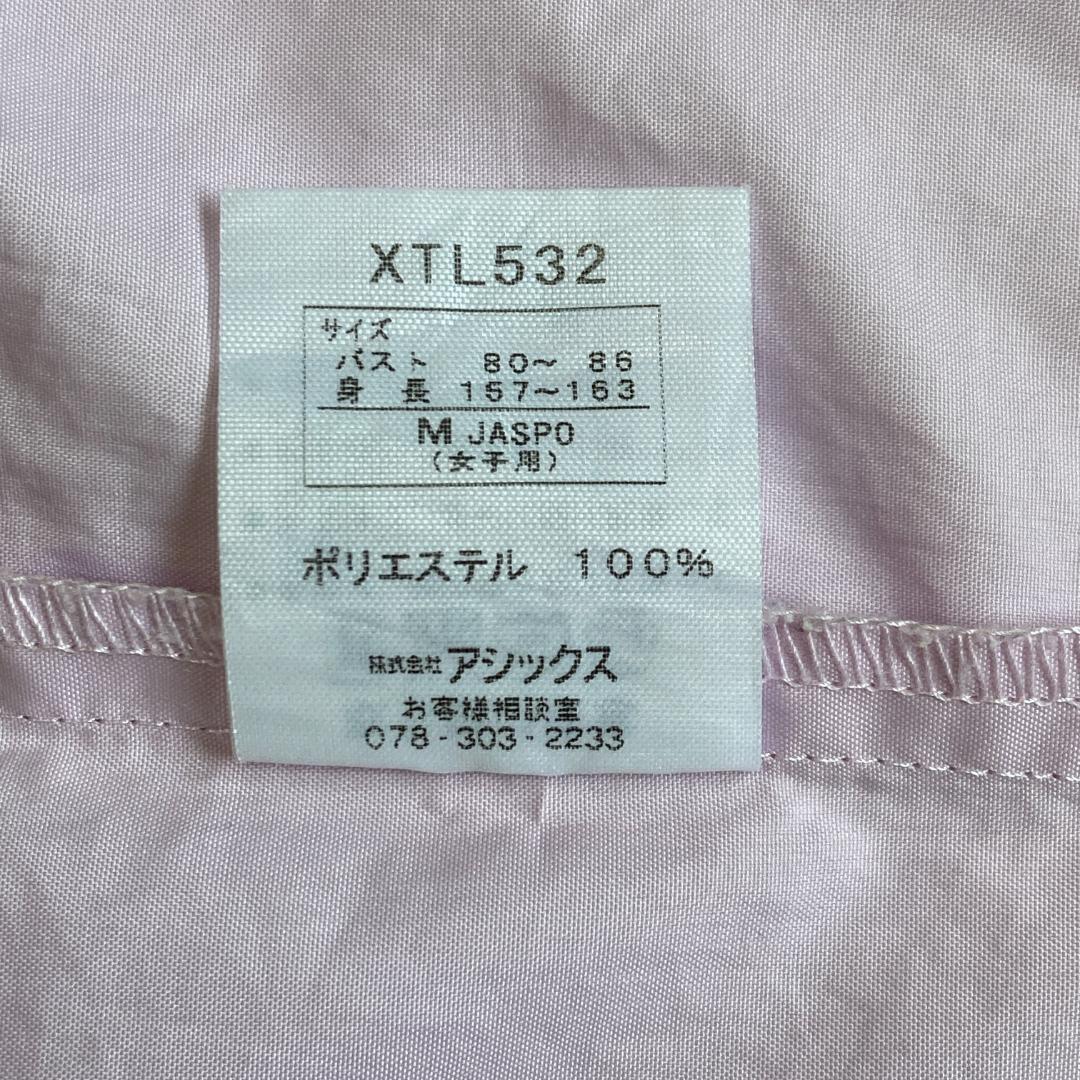 XTL532
サイズ
バスト 80〜 86
身 長 157〜163
M JASPO
(女子用)
ポリエステル 100%
株式会社アシックス
お客様相談室
078-303-2233